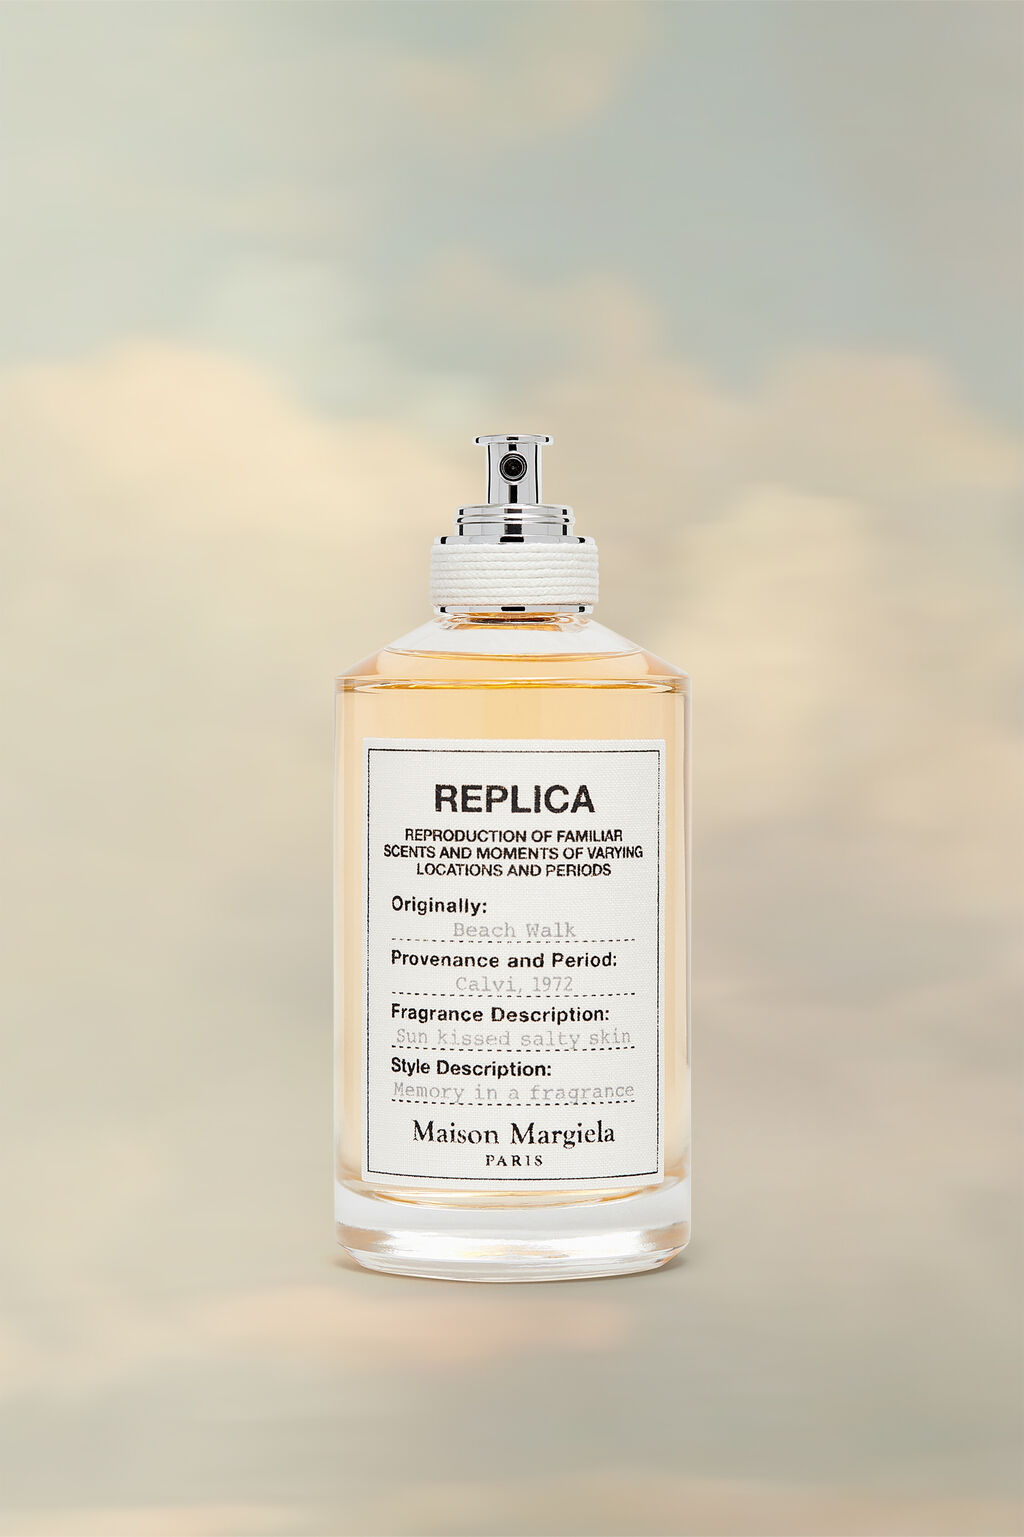 REPLICA
REPRODUCTION OF FAMILIAR
SCENTS AND MOMENTS OF VARYING
LOCATIONS AND PERIODS
Originally:
Beach Walk
Provenance and Period:
Calvi, 1972
Fragrance Description:
Sun kissed salty skin
Style Description:
Memory in a fragrance
Maison Margiela
PARIS